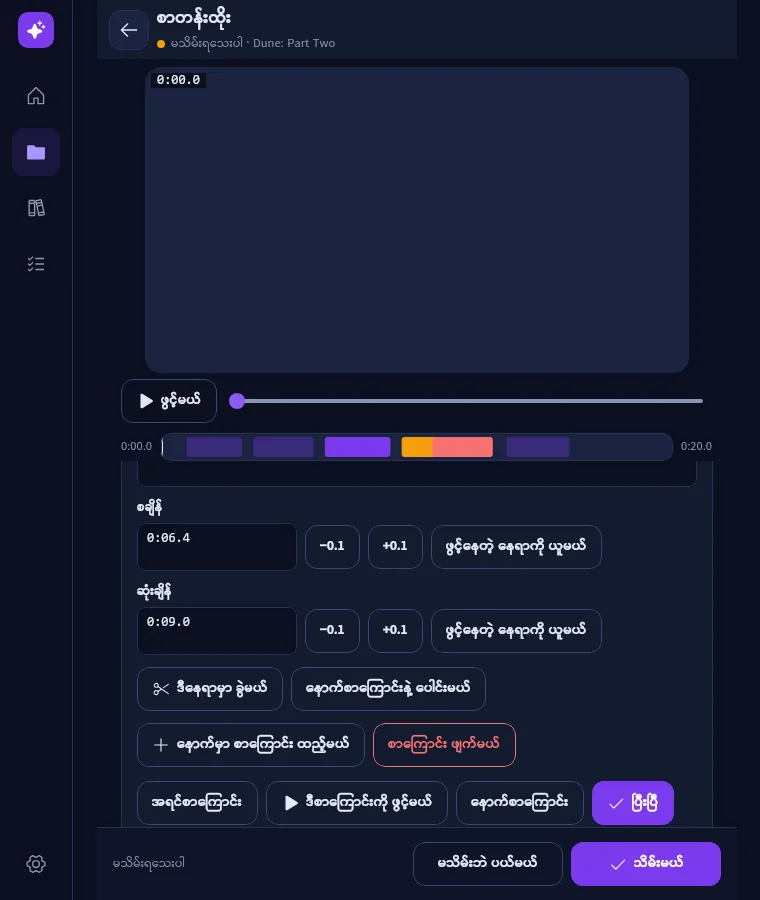 စာတန်းထိုး
မသိမ်းရသေးပါ · Dune: Part Two
0:00.0
ဖွင့်မယ်
0:00.0 0:20.0
စချိန်
0:06.4 −0.1 +0.1 ဖွင့်နေတဲ့ နေရာကို ယူမယ်
ဆုံးချိန်
0:09.0 −0.1 +0.1 ဖွင့်နေတဲ့ နေရာကို ယူမယ်
ဒီနေရာမှာ ခွဲမယ် နောက်စာကြောင်းနဲ့ ပေါင်းမယ်
နောက်မှာ စာကြောင်း ထည့်မယ် စာကြောင်း ဖျက်မယ်
အရင်စာကြောင်း ဒီစာကြောင်းကို ဖွင့်မယ် နောက်စာကြောင်း ပြီးပြီ
မသိမ်းရသေးပါ မသိမ်းဘဲ ပယ်မယ် သိမ်းမယ်